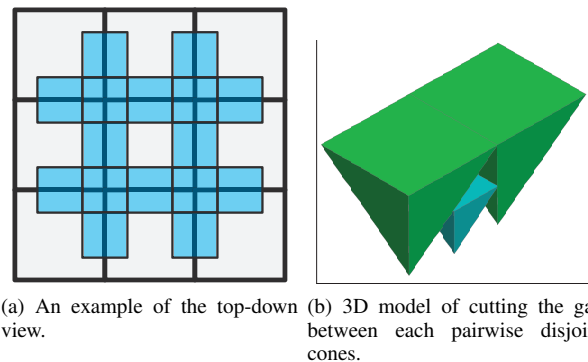 (a) An example of the top-down
view.
(b) 3D model of cutting the ga
between each pairwise disjoi
cones.